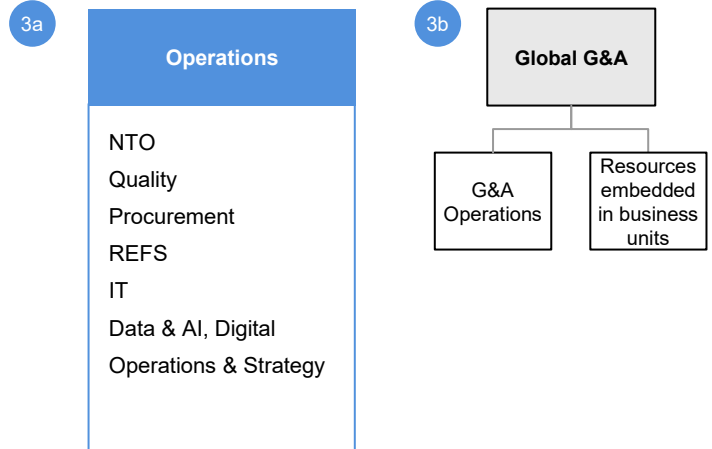 3a
Operations
NTO
Quality
Procurement
REFS
IT
Data & AI, Digital
Operations & Strategy
3b
Global G&A
G&A
Operations
Resources
embedded
in business
units